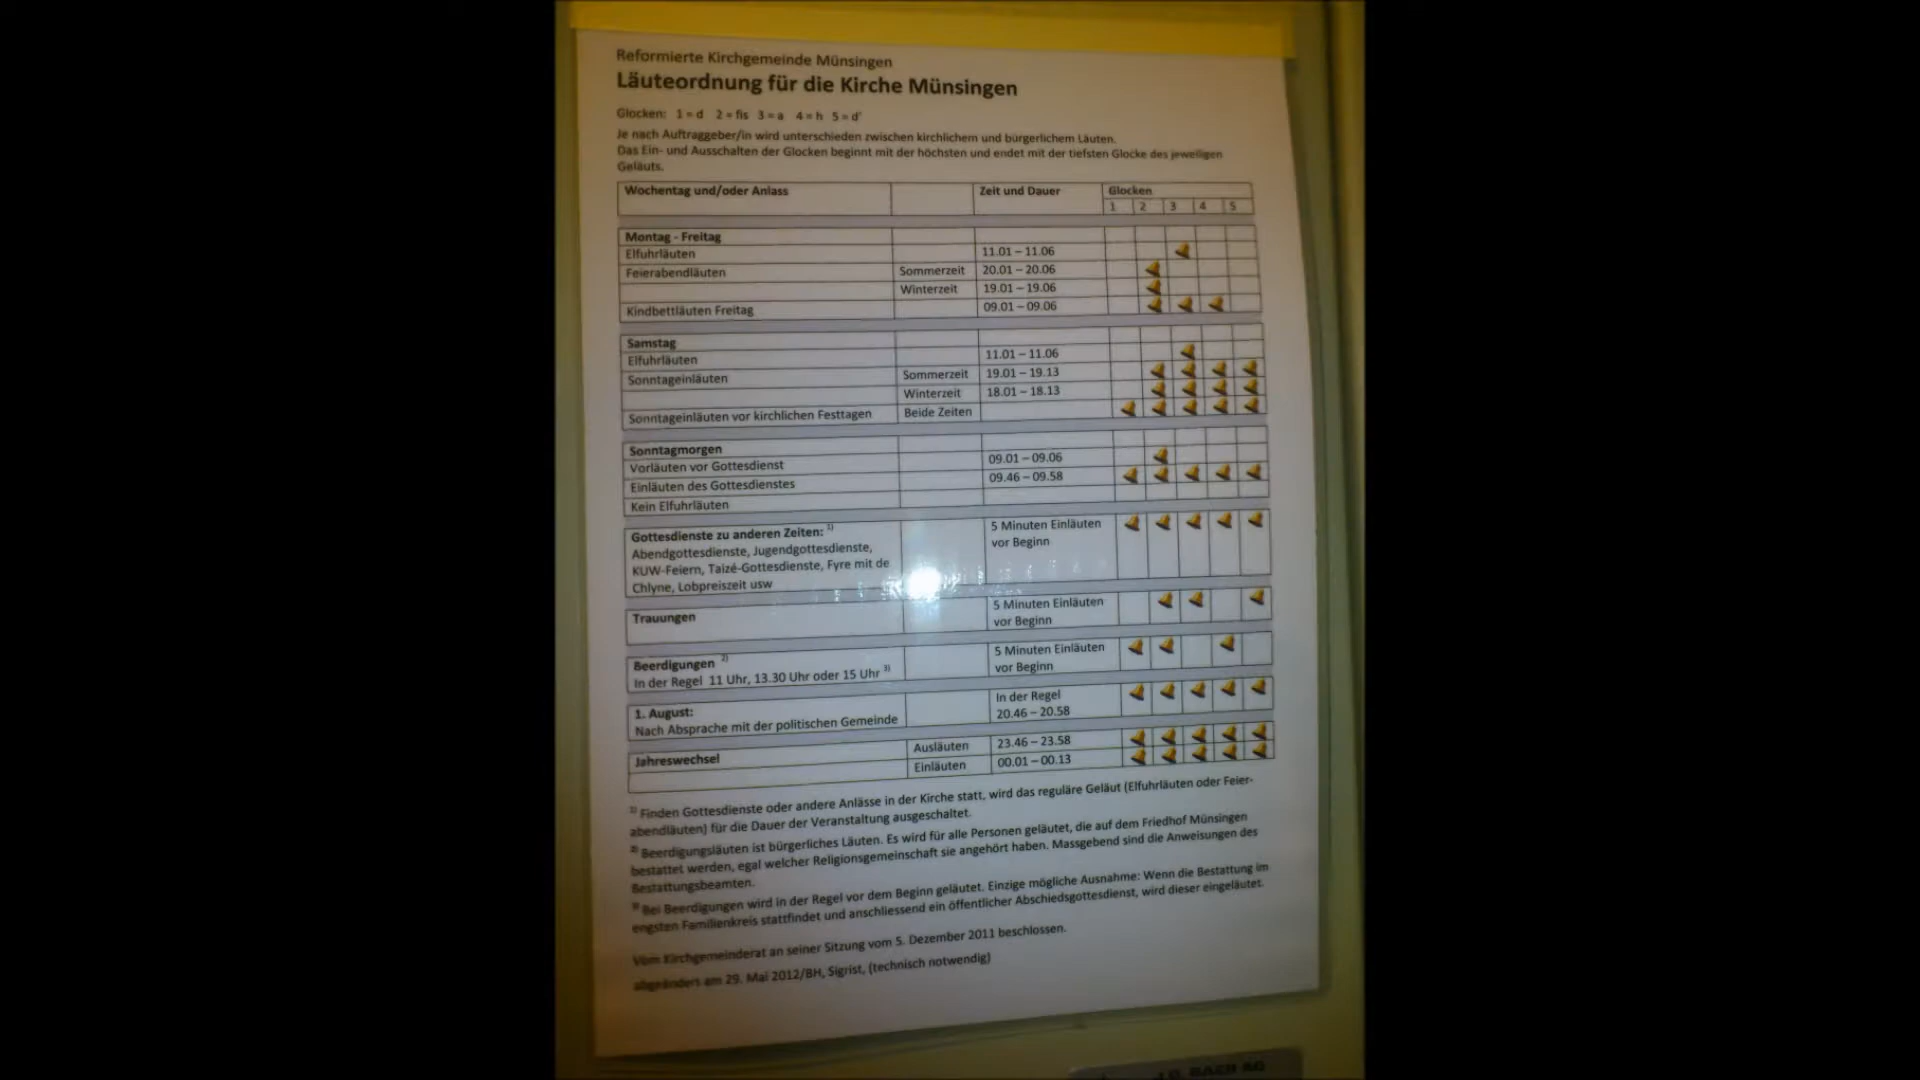 Reformierte Kirchgemeinde Münsingen
Läuteordnung für die Kirche Münsingen
Glocken: 1 = d 2 = fis 3 = a 4 = h 5 = d'
Je nach Auftraggeber/in wird unterschieden zwischen kirchlichem und bürgerlichem Läuten.
Das Ein- und Ausschalten der Glocken beginnt mit der höchsten und endet mit der tiefsten Glocke des jeweiligen
Geläuts.
Wochentag und/oder Anlass Zeit und Dauer Glocken
1 2 3 4 5
Montag - Freitag
Elfuhrläuten 11.01 – 11.06
Feierabendläuten Sommerzeit 20.01 – 20.06
Winterzeit 19.01 – 19.06
Kindbettläuten Freitag 09.01 – 09.06
Samstag
Elfuhrläuten 11.01 – 11.06
Sonntageinläuten Sommerzeit 19.01 – 19.13
Winterzeit 18.01 – 18.13
Sonntageinläuten vor kirchlichen Festtagen Beide Zeiten
Sonntagmorgen
Vorläuten vor Gottesdienst 09.01 – 09.06
Einläuten des Gottesdienstes 09.46 – 09.58
Kein Elfuhrläuten
Gottesdienste zu anderen Zeiten: 1) 5 Minuten Einläuten
Abendgottesdienste, Jugendgottesdienste, vor Beginn
KUW-Feiern, Taizé-Gottesdienste, Fyre mit de
Chlyne, Lobpreiszeit usw
Trauungen 5 Minuten Einläuten
vor Beginn
Beerdigungen 2) 5 Minuten Einläuten
In der Regel 11 Uhr, 13.30 Uhr oder 15 Uhr 3) vor Beginn
1. August: In der Regel
Nach Absprache mit der politischen Gemeinde 20.46 – 20.58
Jahreswechsel Ausläuten 23.46 – 23.58
Einläuten 00.01 – 00.13
1) Finden Gottesdienste oder andere Anlässe in der Kirche statt, wird das reguläre Geläut (Elfuhrläuten oder Feier-
abendläuten) für die Dauer der Veranstaltung ausgeschaltet.
2) Beerdigungsläuten ist bürgerliches Läuten. Es wird für alle Personen geläutet, die auf dem Friedhof Münsingen
bestattet werden, egal welcher Religionsgemeinschaft sie angehört haben. Massgebend sind die Anweisungen des
Bestattungsbeamten.
3) Bei Beerdigungen wird in der Regel vor dem Beginn geläutet. Einzige mögliche Ausnahme: Wenn die Bestattung im
engsten Familienkreis stattfindet und anschliessend ein öffentlicher Abschiedsgottesdienst, wird dieser eingeläutet.
Vom Kirchgemeinderat an seiner Sitzung vom 5. Dezember 2011 beschlossen.
abgeändert am 29. Mai 2012/BH, Sigrist, (technisch notwendig)
BAER AG